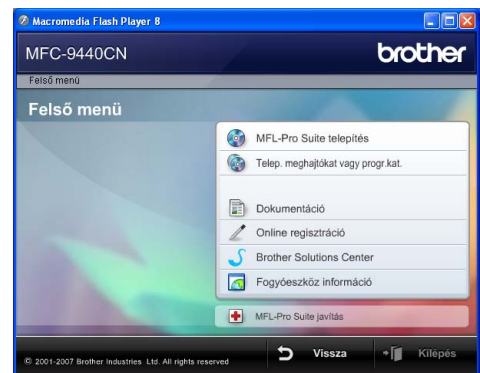 Macromedia Flash Player 8
MFC-9440CN
brother
Felső menü
Felső menü
MFL-Pro Suite telepítés
Telep. meghajtókat vagy progr.kat.
Dokumentáció
Online regisztráció
Brother Solutions Center
Fogyóeszköz információ
MFL-Pro Suite javítás
© 2001-2007 Brother Industries Ltd. All rights reserved
Vissza
Kilépés